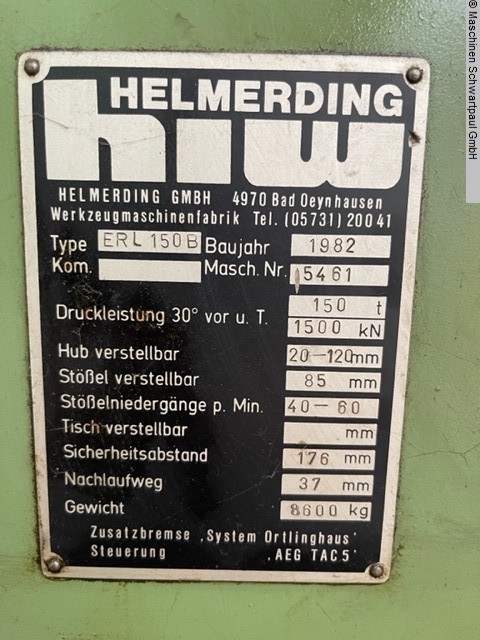 HELMERDING
hiw
HELMERDING GMBH 4970 Bad Oeynhausen
Werkzeugmaschinenfabrik Tel. (05731) 20041
Type ERL 150B Baujahr 1982
Kom. Masch. Nr. 5461
Druckleistung 30° vor u. T. 150 t
1500 kN
Hub verstellbar 20-120mm
Stößel verstellbar 85 mm
Stößelniedergänge p. Min. 40-60
Tisch verstellbar mm
Sicherheitsabstand 176 mm
Nachlaufweg 37 mm
Gewicht 8600 kg
Zusatzbremse ‚System Ortlinghaus'
Steuerung ‚AEG TAC5'
© Maschinen Schwartpaul GmbH